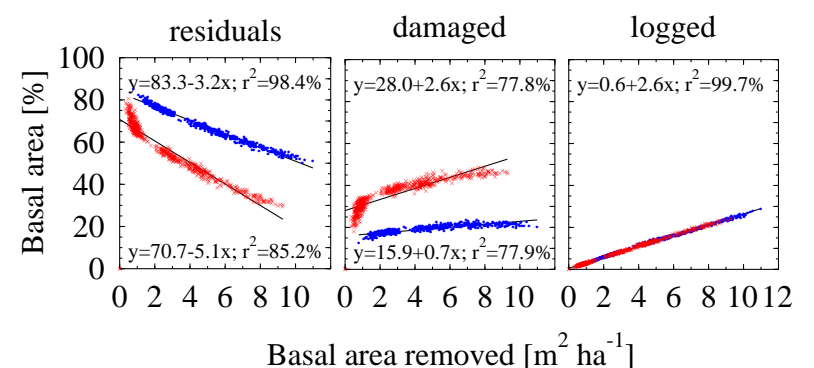 residuals damaged logged
Basal area [%]
100
80
60
40
20
0
y=83.3-3.2x; r²=98.4%
y=70.7-5.1x; r²=85.2%
y=28.0+2.6x; r²=77.8%
y=15.9+0.7x; r²=77.9%
y=0.6+2.6x; r²=99.7%
0 2 4 6 8 10 0 2 4 6 8 10 0 2 4 6 8 10 12
Basal area removed [m² ha⁻¹]